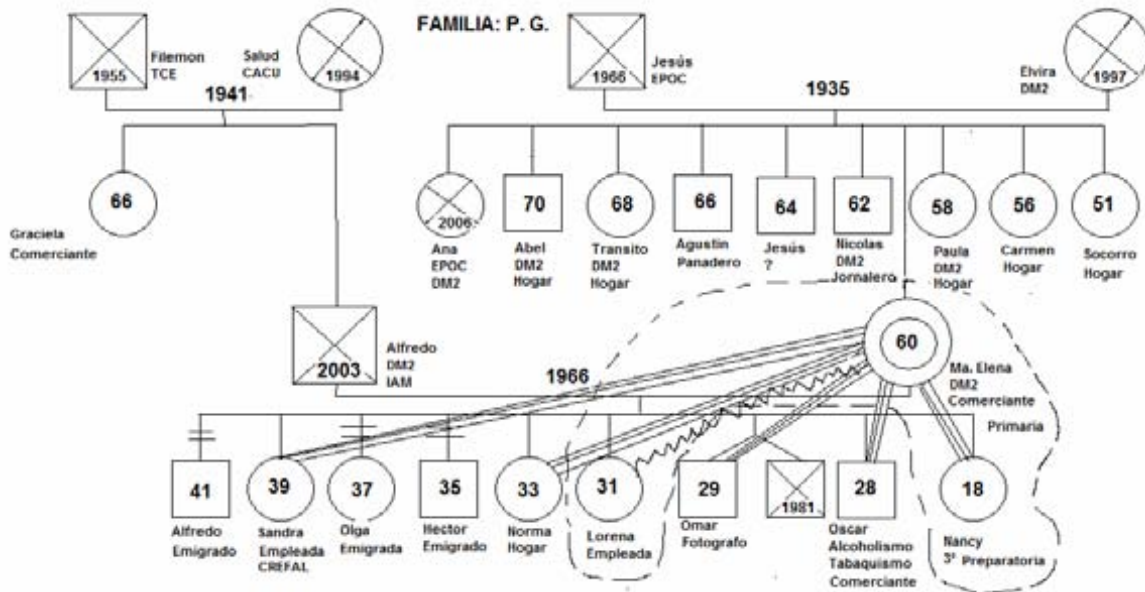 FAMILIA: P. G.
1955
Filemon
TCE
Salud
CACU
1994
1941
1966
Jesús
EPOC
1935
Elvira
DM2
1997
66
Graciela
Comerciante
2006
Ana
EPOC
DM2
70
Abel
DM2
Hogar
68
Transito
DM2
Hogar
66
Agustin
Panadero
64
Jesús
?
62
Nicolas
DM2
Jornalero
58
Paula
DM2
Hogar
56
Carmen
Hogar
51
Socorro
Hogar
2003
Alfredo
DM2
IAM
1966
60
Ma. Elena
DM2
Comerciante
Primaria
41
Alfredo
Emigrado
39
Sandra
Empleada
CREFAL
37
Olga
Emigrada
35
Hector
Emigrado
33
Norma
Hogar
31
Lorena
Empleada
29
Omar
Fotografo
1981
28
Oscar
Alcoholismo
Tabaquismo
Comerciante
18
Nancy
3º Preparatoria